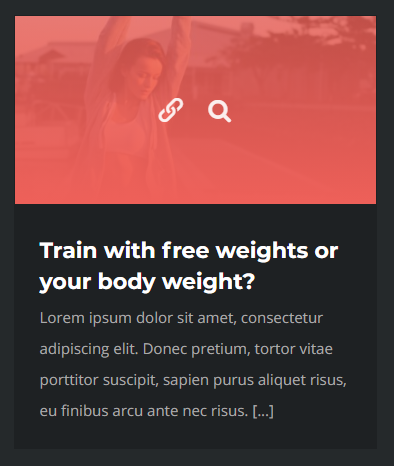 Train with free weights or
your body weight?
Lorem ipsum dolor sit amet, consectetur
adipiscing elit. Donec pretium, tortor vitae
porttitor suscipit, sapien purus aliquet risus,
eu finibus arcu ante nec risus. [...]